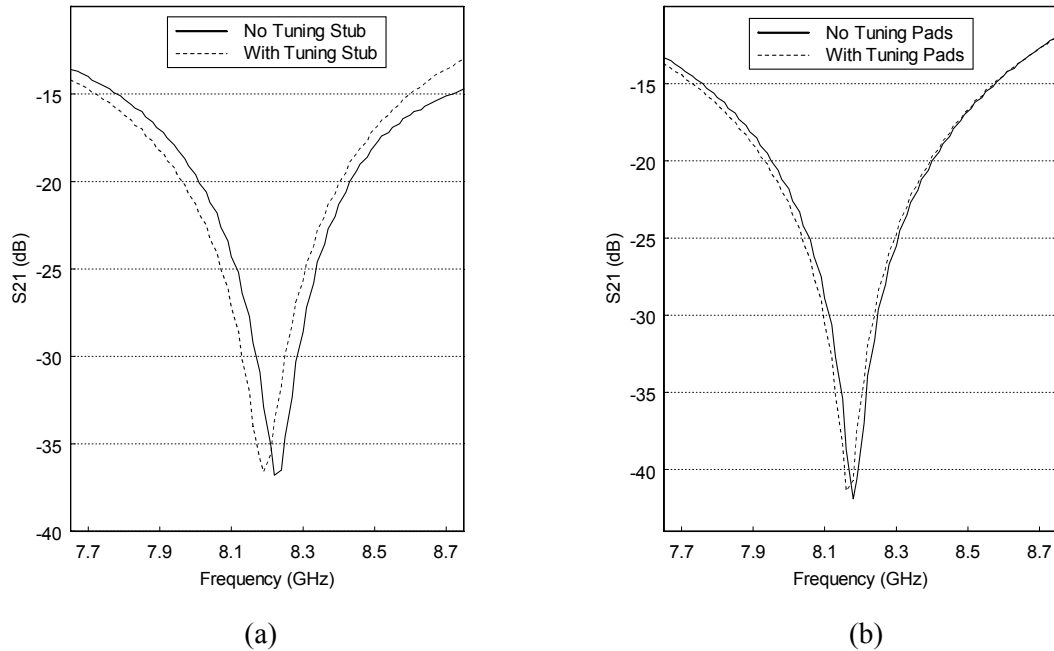 No Tuning Stub
With Tuning Stub
-15
-20
-25
-30
-35
-40
S21 (dB)
7.7 7.9 8.1 8.3 8.5 8.7
Frequency (GHz)
(a)
No Tuning Pads
With Tuning Pads
-15
-20
-25
-30
-35
-40
S21 (dB)
7.7 7.9 8.1 8.3 8.5 8.7
Frequency (GHz)
(b)